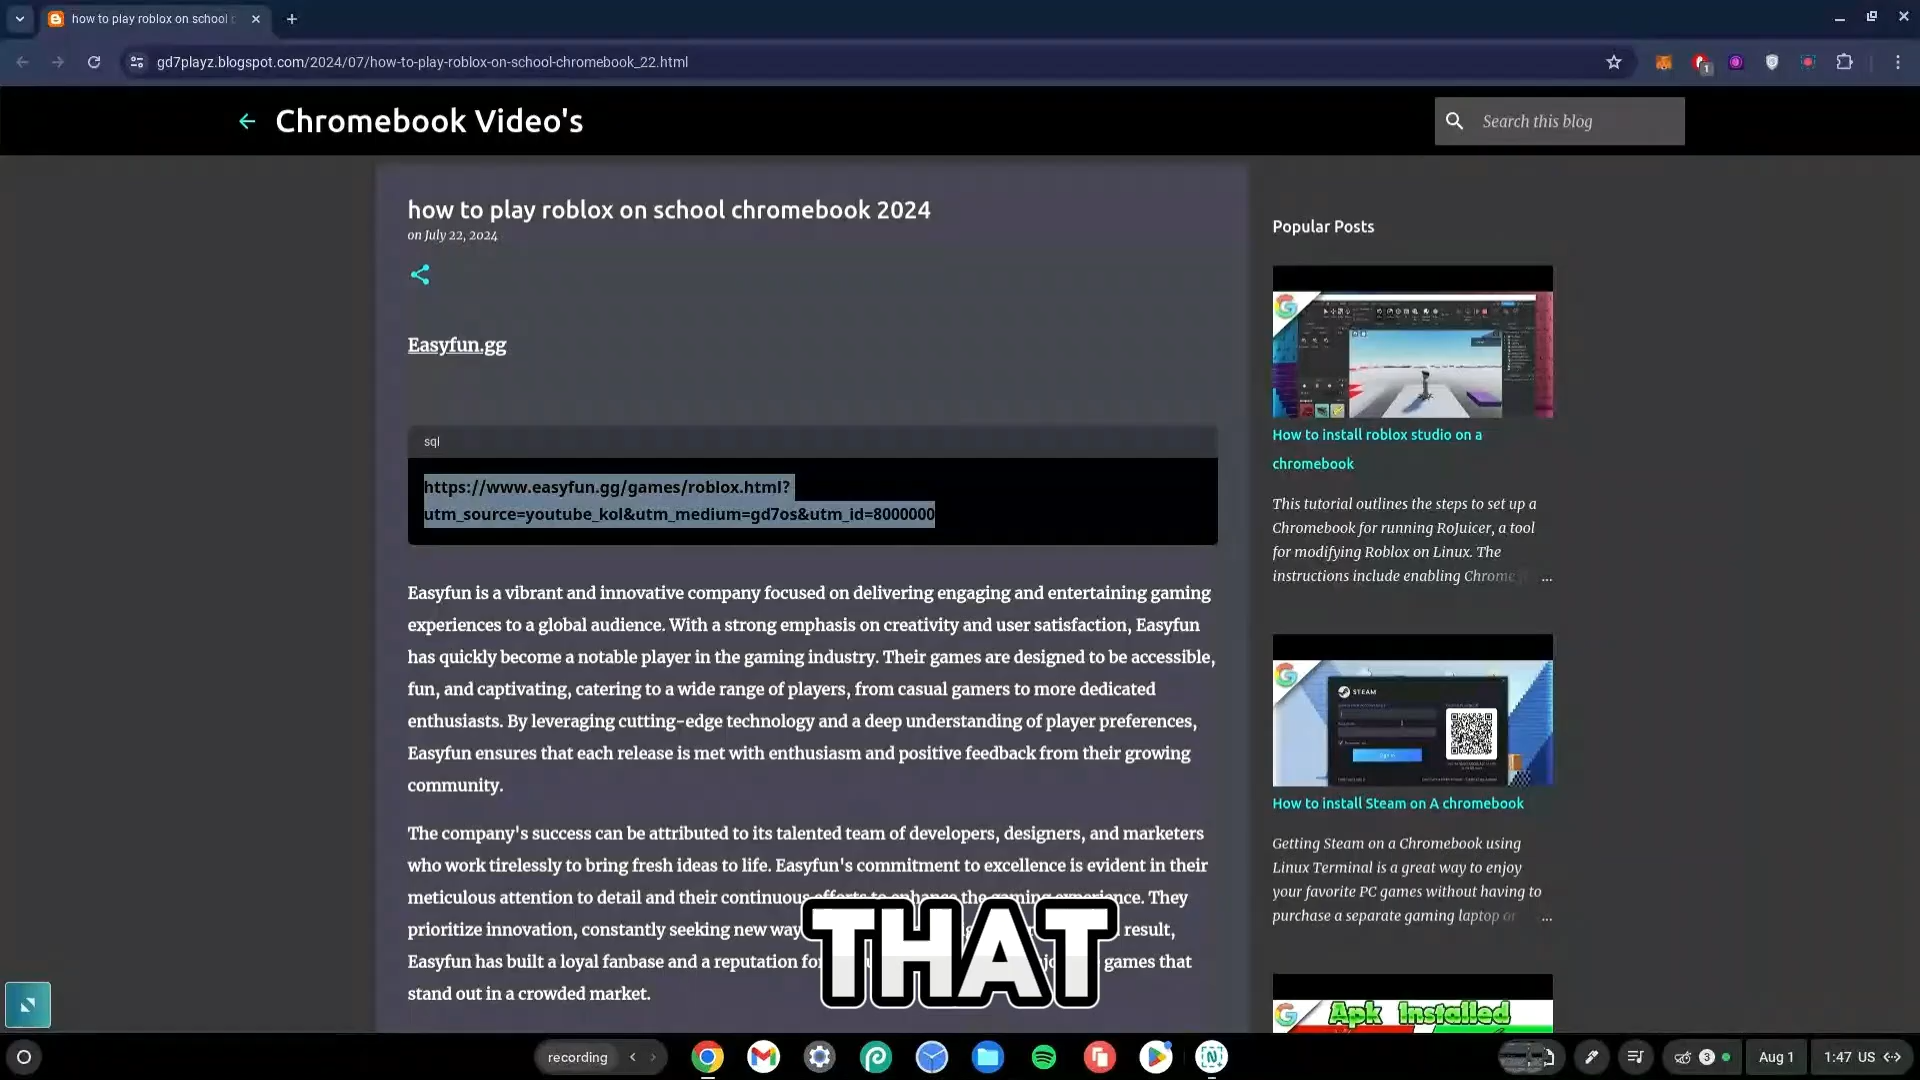 how to play roblox on school c
gd7playz.blogspot.com/2024/07/how-to-play-roblox-on-school-chromebook_22.html
1
Chromebook Video's
Search this blog
how to play roblox on school chromebook 2024
on July 22, 2024
Easyfun.gg
sql
https://www.easyfun.gg/games/roblox.html?
utm_source=youtube_kol&utm_medium=gd7os&utm_id=8000000
Easyfun is a vibrant and innovative company focused on delivering engaging and entertaining gaming
experiences to a global audience. With a strong emphasis on creativity and user satisfaction, Easyfun
has quickly become a notable player in the gaming industry. Their games are designed to be accessible,
fun, and captivating, catering to a wide range of players, from casual gamers to more dedicated
enthusiasts. By leveraging cutting-edge technology and a deep understanding of player preferences,
Easyfun ensures that each release is met with enthusiasm and positive feedback from their growing
community.
The company's success can be attributed to its talented team of developers, designers, and marketers
who work tirelessly to bring fresh ideas to life. Easyfun's commitment to excellence is evident in their
meticulous attention to detail and their continuous efforts to enhance the gaming experience. They
prioritize innovation, constantly seeking new result,
Easyfun has built a loyal fanbase and a reputation games that
stand out in a crowded market.
THAT
Popular Posts
How to install roblox studio on a
chromebook
This tutorial outlines the steps to set up a
Chromebook for running RoJuicer, a tool
for modifying Roblox on Linux. The
instructions include enabling Chrome ...
STEAM
How to install Steam on A chromebook
Getting Steam on a Chromebook using
Linux Terminal is a great way to enjoy
your favorite PC games without having to
purchase a separate gaming laptop or ...
Apk Installed
recording
3
Aug 1
1:47 US